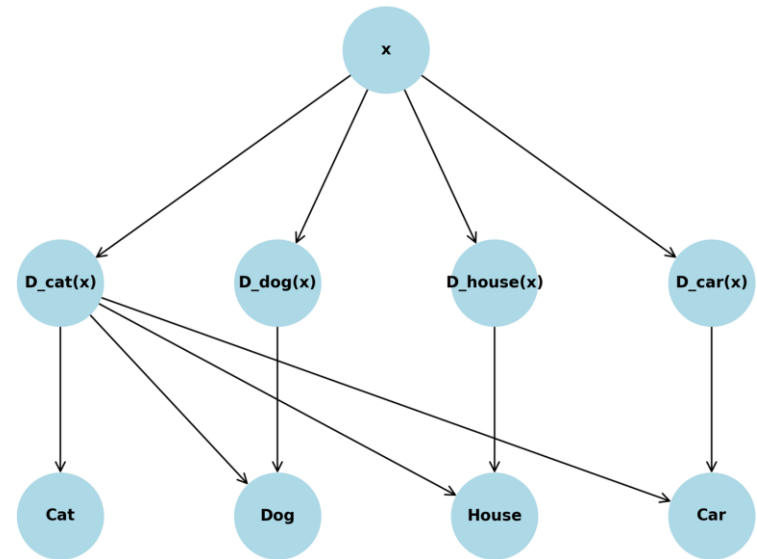 x
D_cat(x)
D_dog(x)
D_house(x)
D_car(x)
Cat
Dog
House
Car